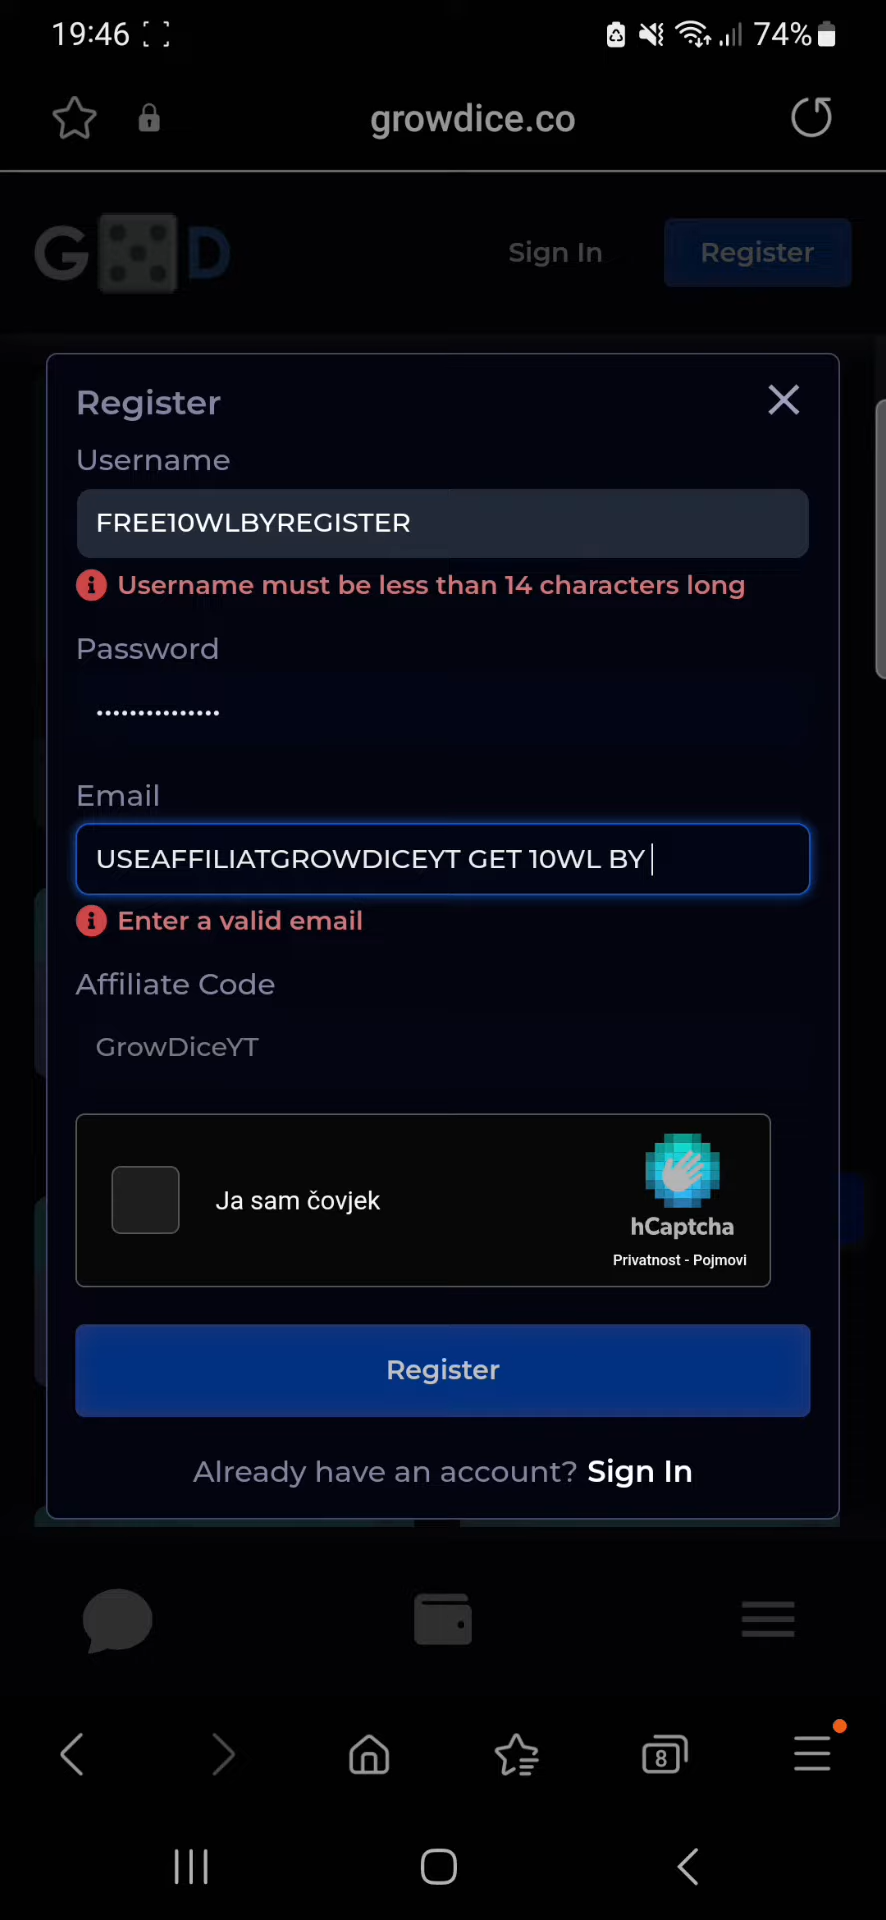 19:46 74%
growdice.co
G D Sign In Register
Register
Username
FREE10WLBYREGISTER
Username must be less than 14 characters long
Password
•••••••••••••••
Email
USEAFFILIATGROWDICEYT GET 10WL BY
Enter a valid email
Affiliate Code
GrowDiceYT
Ja sam čovjek
hCaptcha
Privatnost - Pojmovi
Register
Already have an account? Sign In
8